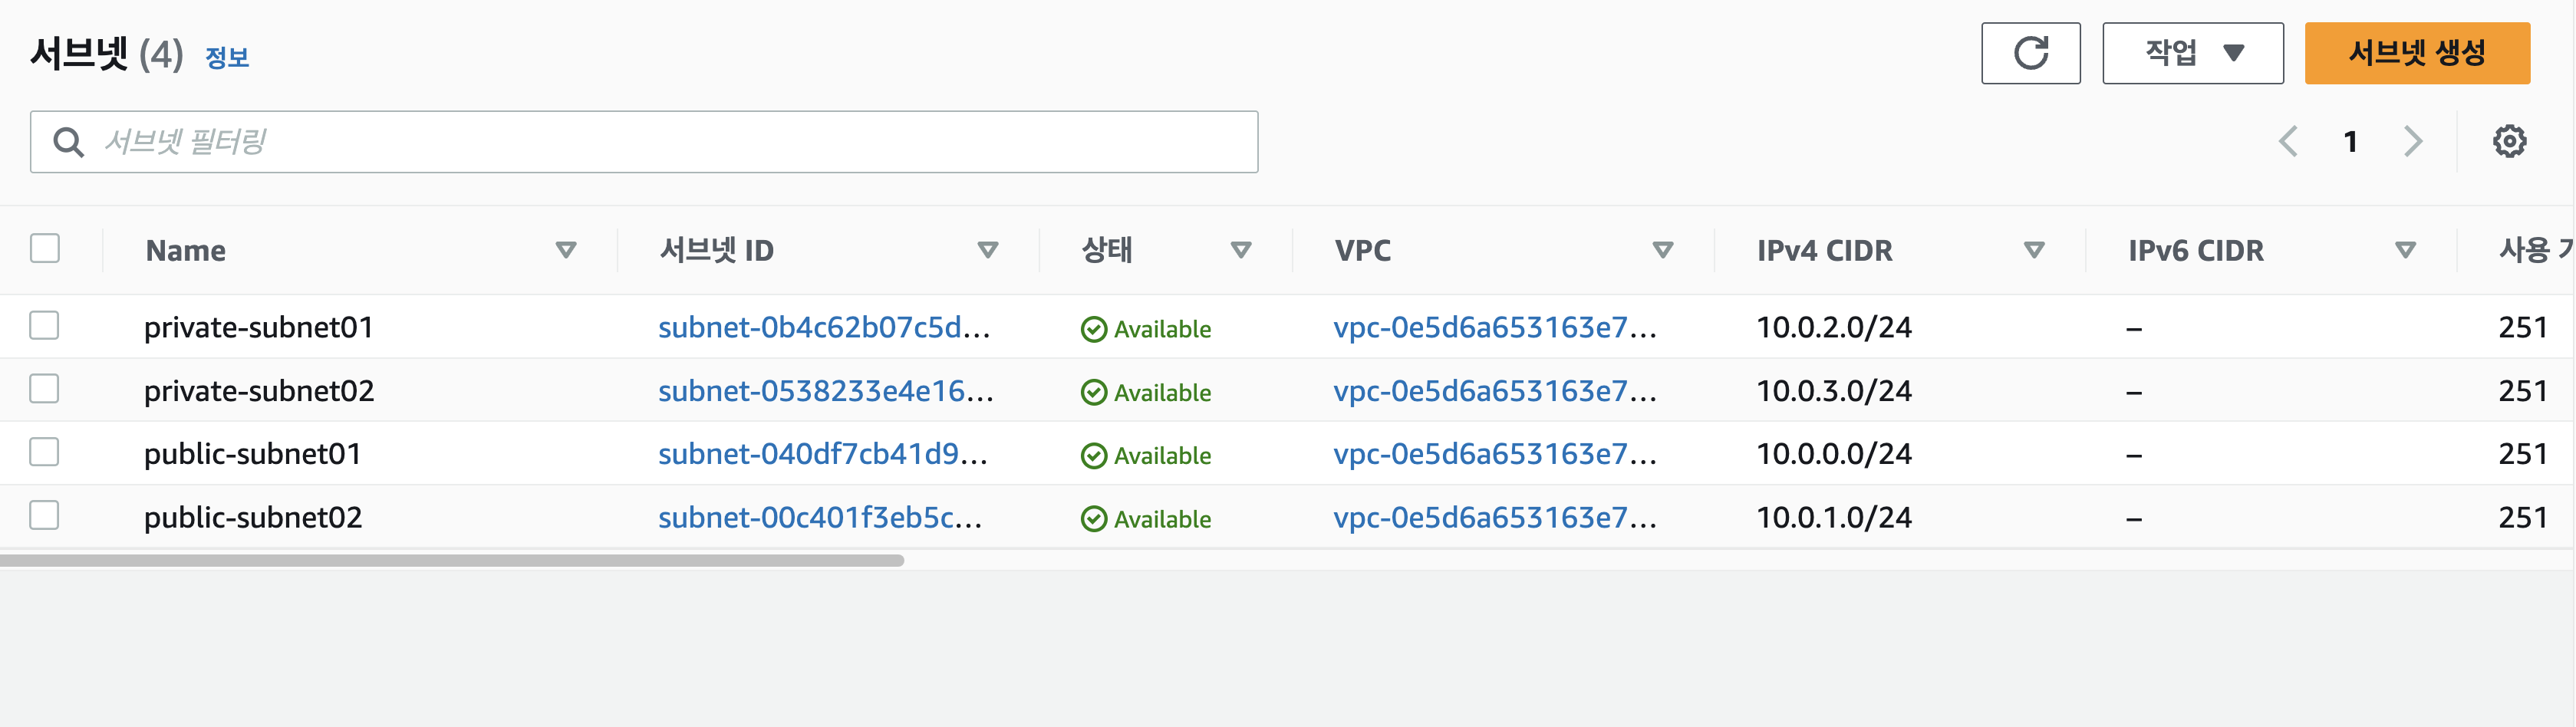 서브넷 (4) 정보
작업 서브넷 생성
서브넷 필터링
1
Name 서브넷 ID 상태 VPC IPv4 CIDR IPv6 CIDR 사용
private-subnet01 subnet-0b4c62b07c5d... Available vpc-0e5d6a653163e7... 10.0.2.0/24 – 251
private-subnet02 subnet-0538233e4e16... Available vpc-0e5d6a653163e7... 10.0.3.0/24 – 251
public-subnet01 subnet-040df7cb41d9... Available vpc-0e5d6a653163e7... 10.0.0.0/24 – 251
public-subnet02 subnet-00c401f3eb5c... Available vpc-0e5d6a653163e7... 10.0.1.0/24 – 251